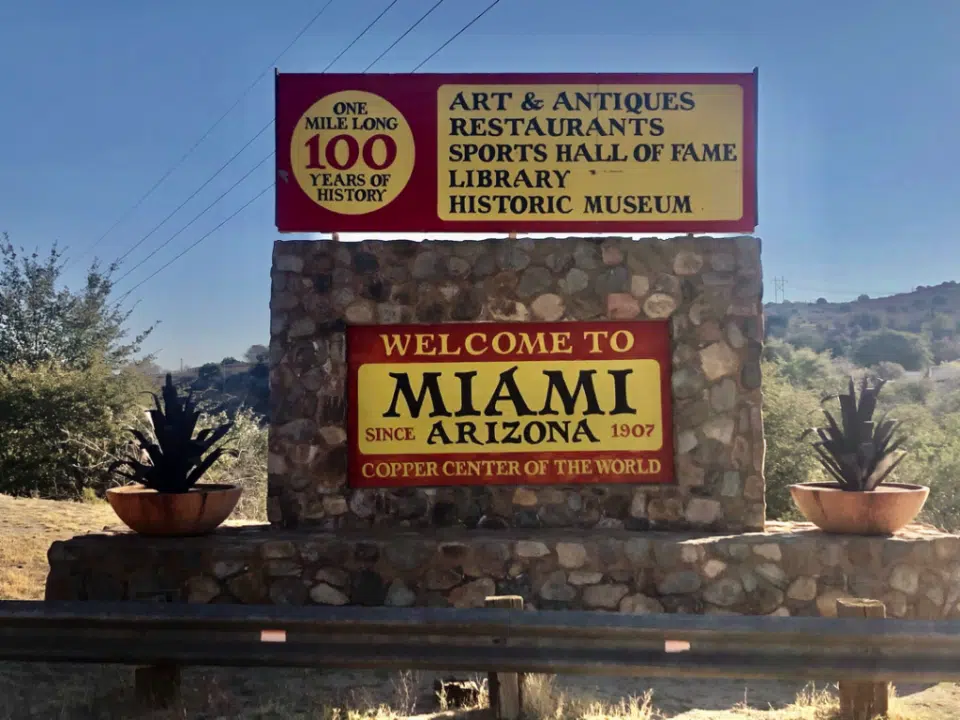 ONE
MILE LONG
100
YEARS OF
HISTORY
ART & ANTIQUES
RESTAURANTS
SPORTS HALL OF FAME
LIBRARY
HISTORIC MUSEUM
WELCOME TO
MIAMI
SINCE ARIZONA 1907
COPPER CENTER OF THE WORLD